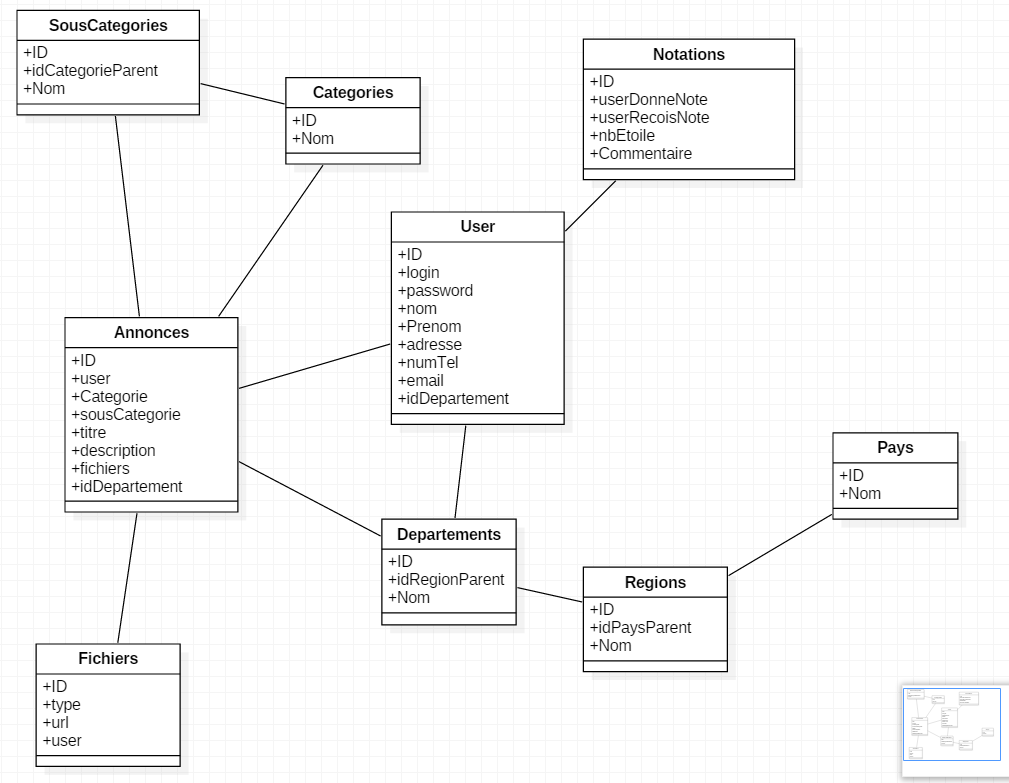 SousCategories
+ID
+idCategorieParent
+Nom
Categories
+ID
+Nom
Notations
+ID
+userDonneNote
+userRecoisNote
+nbEtoile
+Commentaire
User
+ID
+login
+password
+nom
+Prenom
+adresse
+numTel
+email
+idDepartement
Annonces
+ID
+user
+Categorie
+sousCategorie
+titre
+description
+fichiers
+idDepartement
Pays
+ID
+Nom
Departements
+ID
+idRegionParent
+Nom
Regions
+ID
+idPaysParent
+Nom
Fichiers
+ID
+type
+url
+user